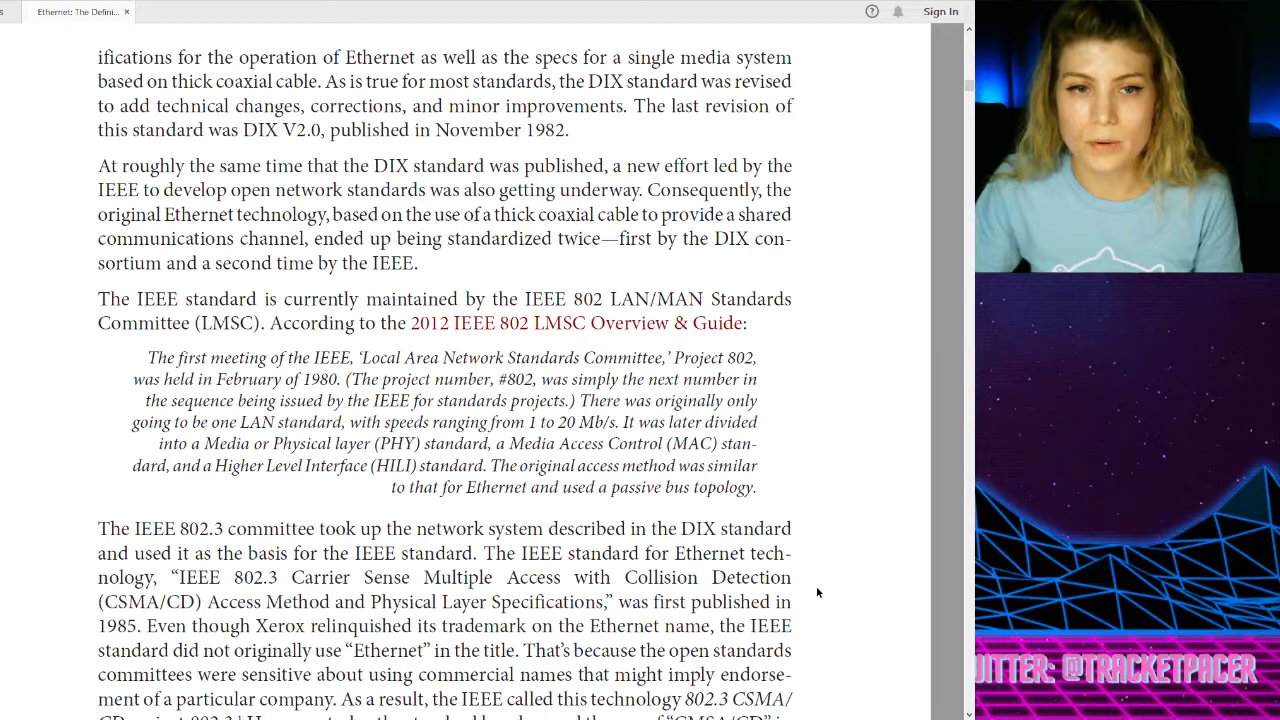 s
Ethernet: The Defini... ×
? Sign In
ifications for the operation of Ethernet as well as the specs for a single media system
based on thick coaxial cable. As is true for most standards, the DIX standard was revised
to add technical changes, corrections, and minor improvements. The last revision of
this standard was DIX V2.0, published in November 1982.
At roughly the same time that the DIX standard was published, a new effort led by the
IEEE to develop open network standards was also getting underway. Consequently, the
original Ethernet technology, based on the use of a thick coaxial cable to provide a shared
communications channel, ended up being standardized twice—first by the DIX con-
sortium and a second time by the IEEE.
The IEEE standard is currently maintained by the IEEE 802 LAN/MAN Standards
Committee (LMSC). According to the 2012 IEEE 802 LMSC Overview & Guide:
The first meeting of the IEEE, ‘Local Area Network Standards Committee,’ Project 802,
was held in February of 1980. (The project number, #802, was simply the next number in
the sequence being issued by the IEEE for standards projects.) There was originally only
going to be one LAN standard, with speeds ranging from 1 to 20 Mb/s. It was later divided
into a Media or Physical layer (PHY) standard, a Media Access Control (MAC) stan-
dard, and a Higher Level Interface (HILI) standard. The original access method was similar
to that for Ethernet and used a passive bus topology.
The IEEE 802.3 committee took up the network system described in the DIX standard
and used it as the basis for the IEEE standard. The IEEE standard for Ethernet tech-
nology, “IEEE 802.3 Carrier Sense Multiple Access with Collision Detection
(CSMA/CD) Access Method and Physical Layer Specifications,” was first published in
1985. Even though Xerox relinquished its trademark on the Ethernet name, the IEEE
standard did not originally use “Ethernet” in the title. That’s because the open standards
committees were sensitive about using commercial names that might imply endorse-
ment of a particular company. As a result, the IEEE called this technology 802.3 CSMA/
ITTER: @TRACKETPACER